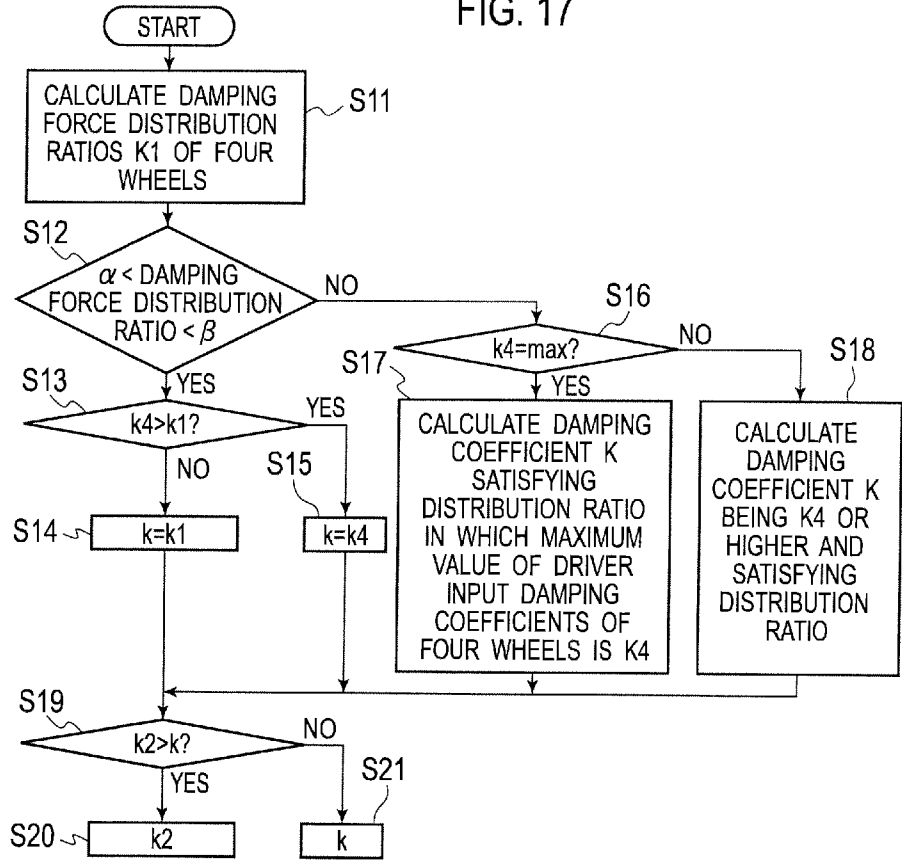 FIG. 17
START
CALCULATE DAMPING
FORCE DISTRIBUTION
RATIOS K1 OF FOUR
WHEELS
S11
S12
α < DAMPING
FORCE DISTRIBUTION
RATIO < β
NO
YES
S16
k4=max?
NO
YES
S13
k4>k1?
YES
NO
S14
k=k1
S15
k=k4
S17
CALCULATE DAMPING
COEFFICIENT K
SATISFYING
DISTRIBUTION RATIO
IN WHICH MAXIMUM
VALUE OF DRIVER
INPUT DAMPING
COEFFICIENTS OF
FOUR WHEELS IS K4
S18
CALCULATE
DAMPING
COEFFICIENT K
BEING K4 OR
HIGHER AND
SATISFYING
DISTRIBUTION
RATIO
S19
k2>k?
NO
YES
S20
k2
S21
k